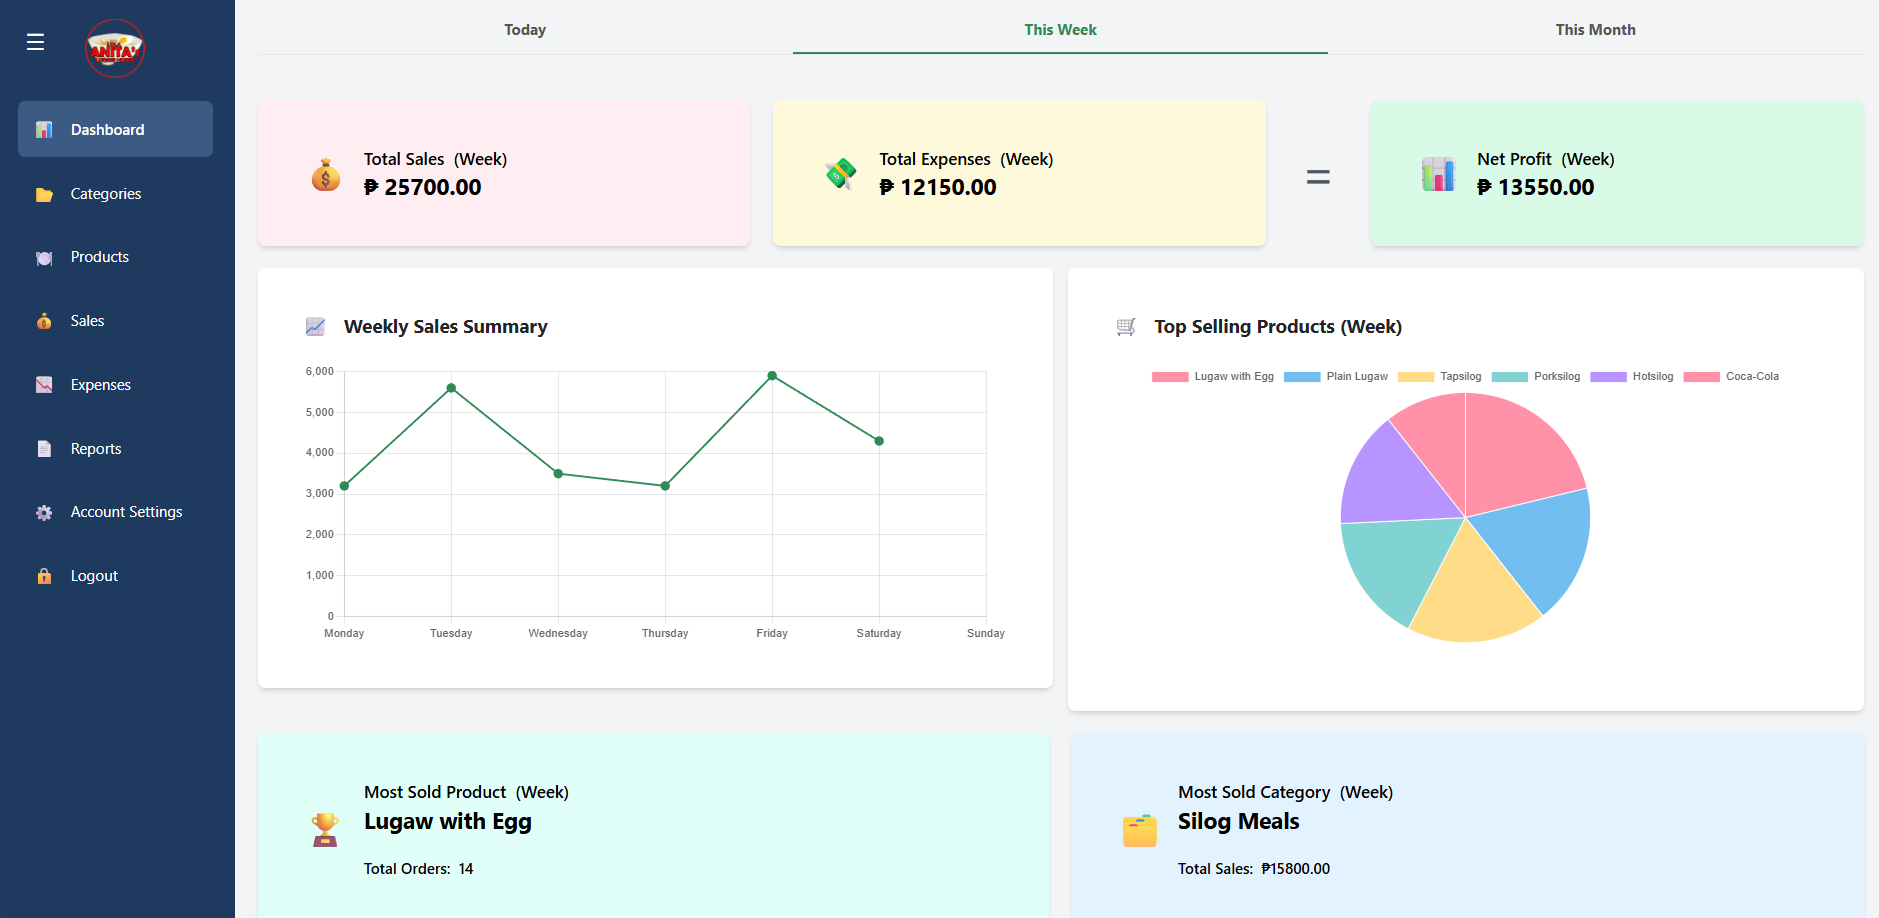 ANITA's
Dashboard
Categories
Products
Sales
Expenses
Reports
Account Settings
Logout
Today
This Week
This Month
Total Sales (Week)
₱ 25700.00
Total Expenses (Week)
₱ 12150.00
=
Net Profit (Week)
₱ 13550.00
Weekly Sales Summary
6,000
5,000
4,000
3,000
2,000
1,000
0
Monday Tuesday Wednesday Thursday Friday Saturday Sunday
Top Selling Products (Week)
Lugaw with Egg Plain Lugaw Tapsilog Porksilog Hotsilog Coca-Cola
Most Sold Product (Week)
Lugaw with Egg
Total Orders: 14
Most Sold Category (Week)
Silog Meals
Total Sales: ₱15800.00